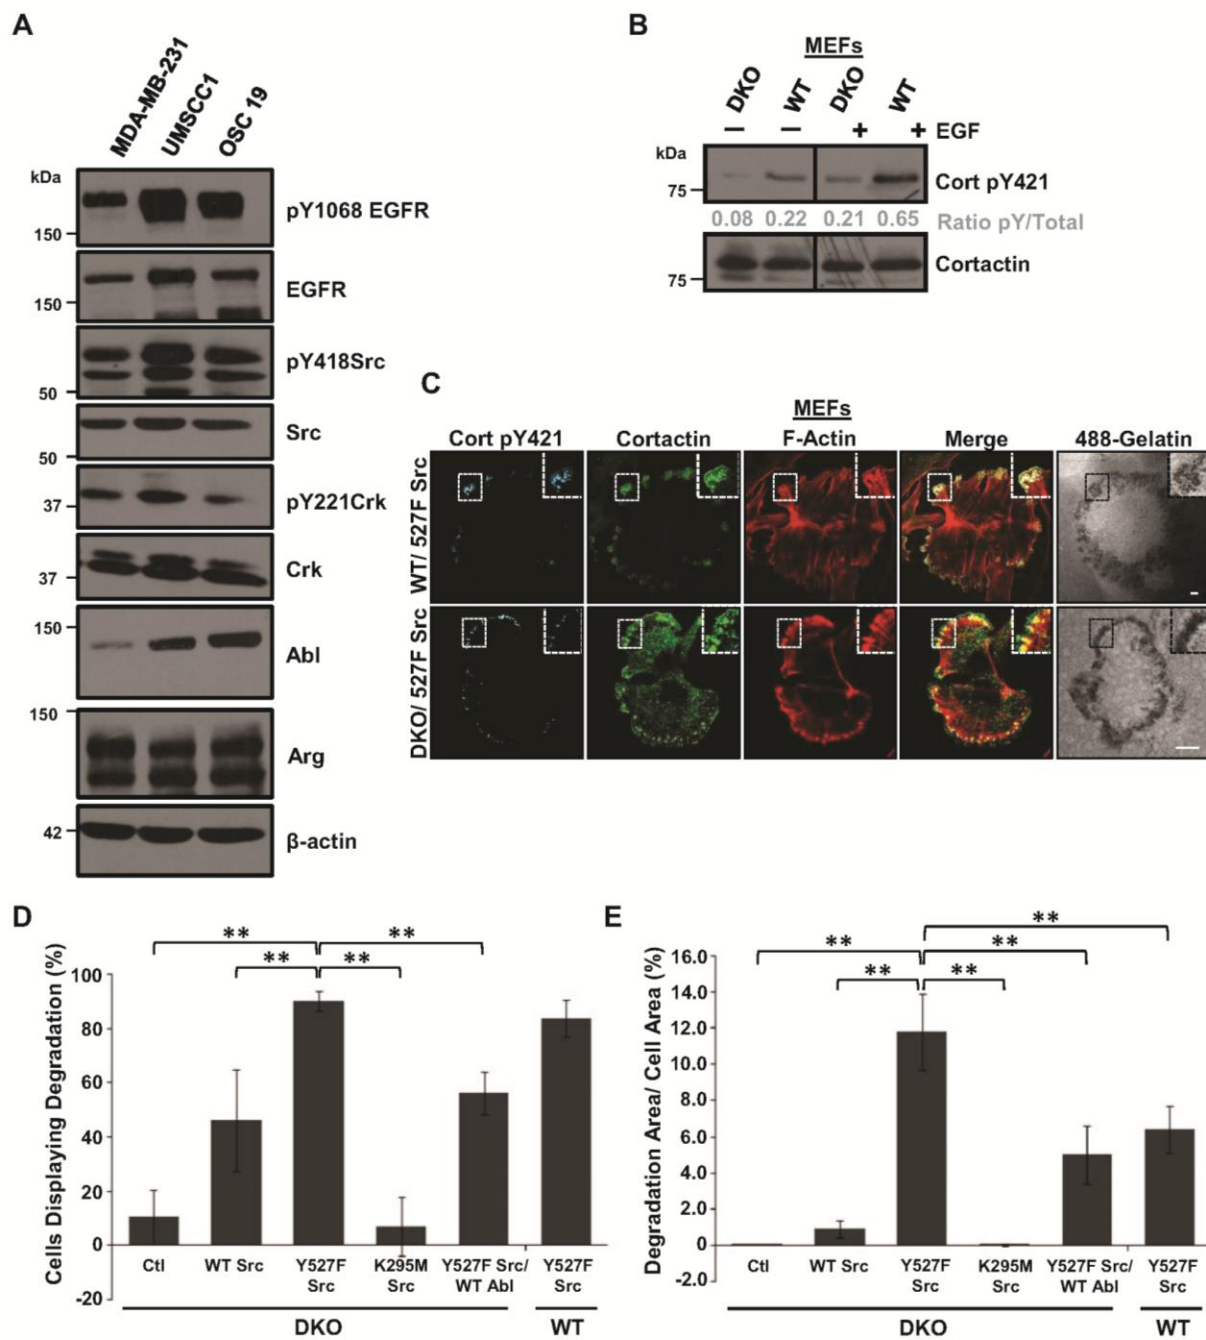 A
MDA-MB-231
UMSCC1
OSC 19
kDa
pY1068 EGFR
150
EGFR
150
pY418Src
50
Src
50
pY221Crk
37
Crk
37
150
Abl
150
Arg
42
β-actin
B
MEFs
DKO WT DKO WT
– – + + EGF
kDa
75 Cort pY421
0.08 0.22 0.21 0.65 Ratio pY/Total
75 Cortactin
C
MEFs
Cort pY421 Cortactin F-Actin Merge 488-Gelatin
WT/ 527F Src
DKO/ 527F Src
D
Cells Displaying Degradation (%)
100
80
60
40
20
0
-20
** **
** **
Ctl WT Src Y527F Src K295M Src Y527F Src/ WT Abl Y527F Src
DKO WT
E
Degradation Area/ Cell Area (%)
16.0
14.0
12.0
10.0
8.0
6.0
4.0
2.0
0
-2.0
**
** **
** **
Ctl WT Src Y527F Src K295M Src Y527F Src/ WT Abl Y527F Src
DKO WT